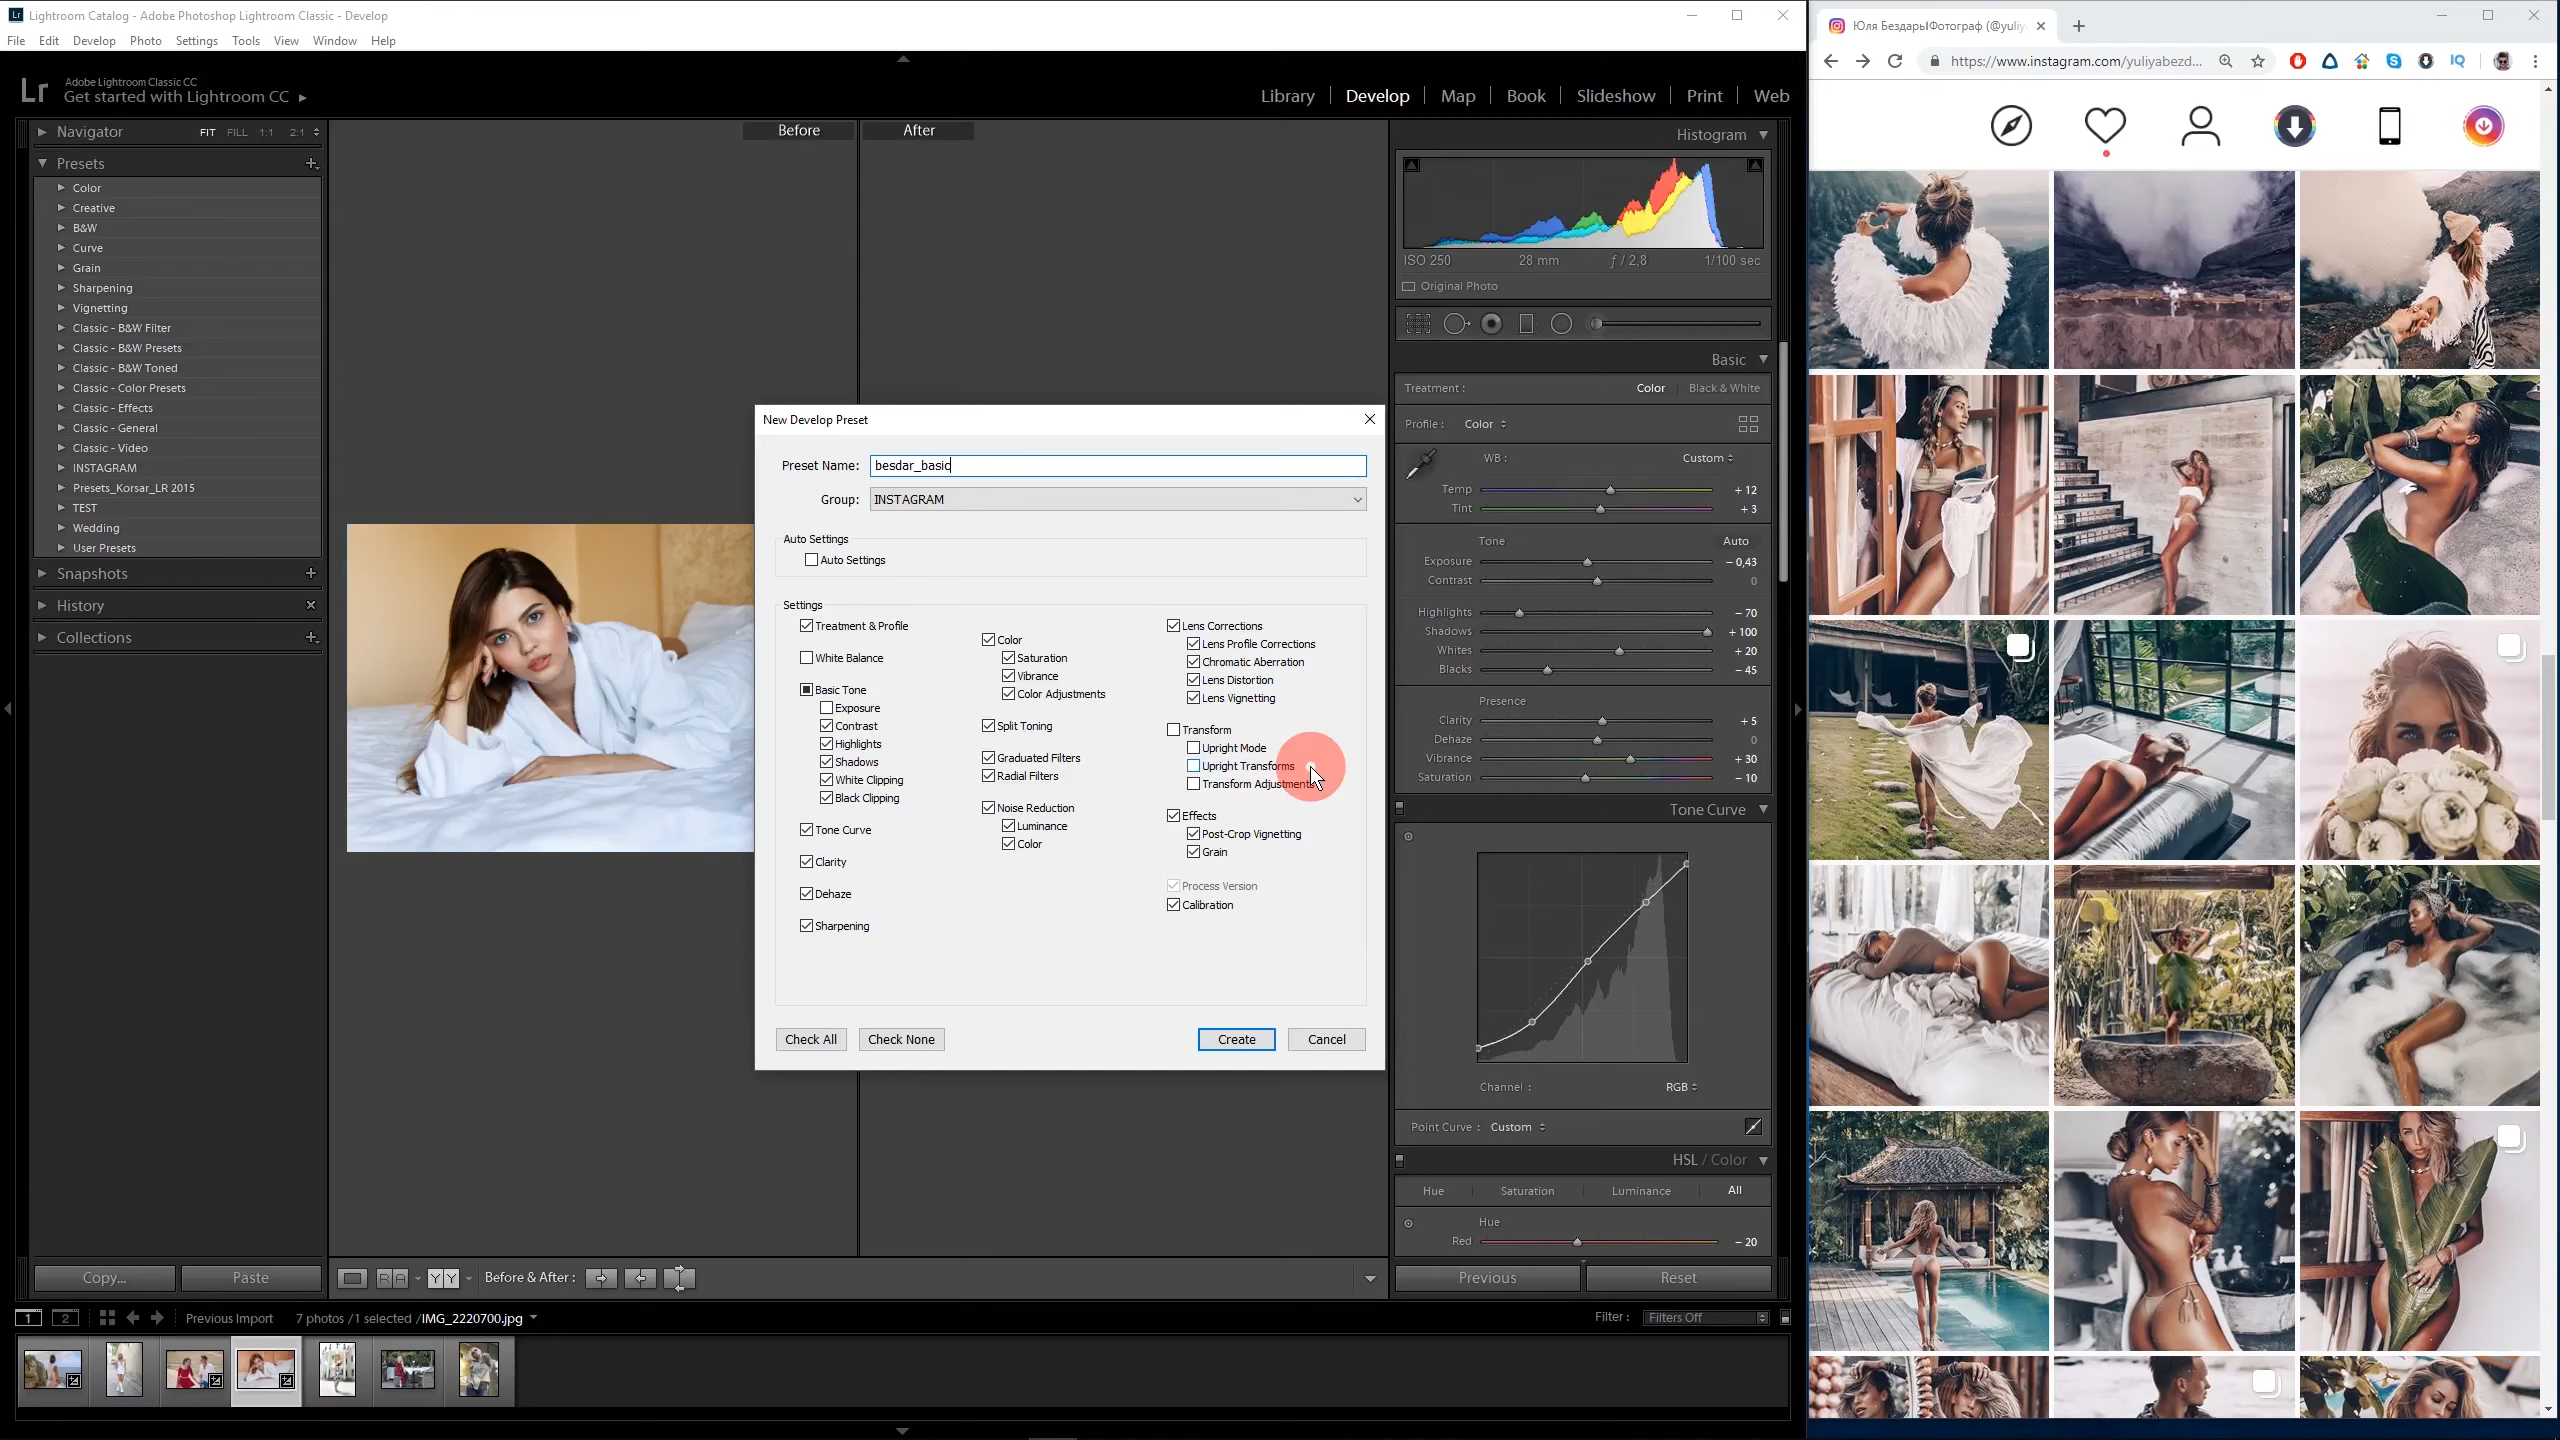 Lightroom Catalog - Adobe Photoshop Lightroom Classic - Develop
File Edit Develop Photo Settings Tools View Window Help
Lr
Adobe Lightroom Classic CC
Get started with Lightroom CC
Library Develop Map Book Slideshow Print Web
Navigator FIT FILL 1:1 2:1
Presets
Color
Creative
B&W
Curve
Grain
Sharpening
Vignetting
Classic - B&W Filter
Classic - B&W Presets
Classic - B&W Toned
Classic - Color Presets
Classic - Effects
Classic - General
Classic - Video
INSTAGRAM
Presets_Korsar_LR 2015
TEST
Wedding
User Presets
Snapshots
History
Collections
Copy...
Paste
Before
After
New Develop Preset
Preset Name: besdar_basic
Group: INSTAGRAM
Auto Settings
Auto Settings
Settings
Treatment & Profile
White Balance
Basic Tone
Exposure
Contrast
Highlights
Shadows
White Clipping
Black Clipping
Tone Curve
Clarity
Dehaze
Sharpening
Color
Saturation
Vibrance
Color Adjustments
Split Toning
Graduated Filters
Radial Filters
Noise Reduction
Luminance
Color
Lens Corrections
Lens Profile Corrections
Chromatic Aberration
Lens Distortion
Lens Vignetting
Transform
Upright Mode
Upright Transforms
Transform Adjustments
Effects
Post-Crop Vignetting
Grain
Process Version
Calibration
Check All
Check None
Create
Cancel
Before & After :
Histogram
ISO 250 28 mm ƒ / 2,8 1/100 sec
Original Photo
Basic
Treatment : Color Black & White
Profile : Color
WB : Custom
Temp + 12
Tint + 3
Tone Auto
Exposure - 0,43
Contrast 0
Highlights - 70
Shadows + 100
Whites + 20
Blacks - 45
Presence
Clarity + 5
Dehaze 0
Vibrance + 30
Saturation - 10
Tone Curve
Channel : RGB
Point Curve : Custom
HSL / Color
Hue Saturation Luminance All
Hue
Red - 20
Previous
Reset
1 2 Previous Import 7 photos / 1 selected / IMG_2220700.jpg
Filter : Filters Off
Юля Бездарь|Фотограф (@yuliy
https://www.instagram.com/yuliyabezd...